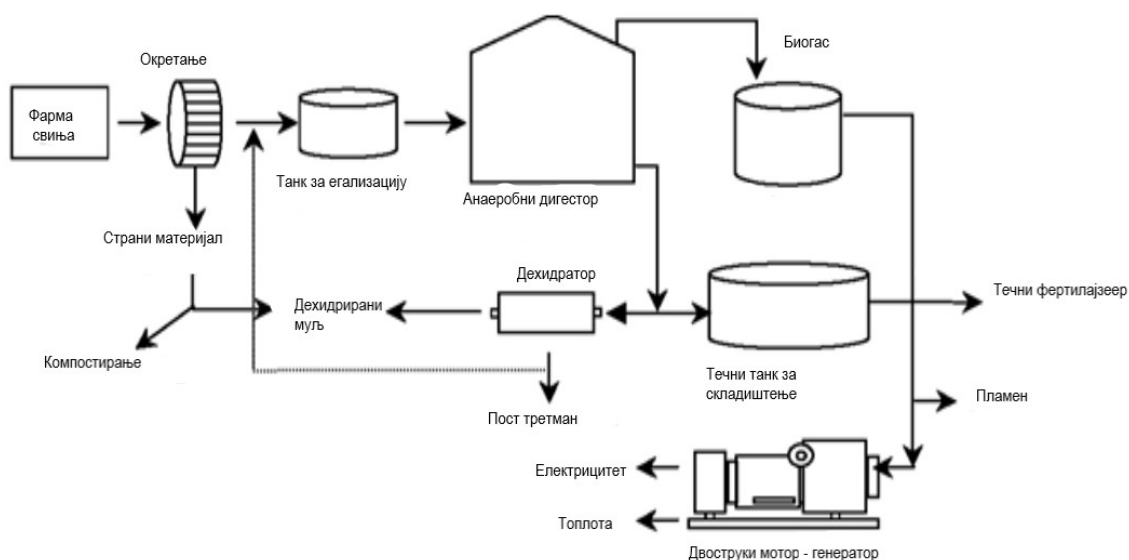 Биогас
Окретање
Фарма
свиња
Танк за егализацију
Анаеробни дигестор
Страни материјал
Дехидратор
Течни фертилајзеер
Дехидрирани
муљ
Компостирање
Течни танк за
складиштење
Пламен
Пост третман
Електрицитет
Топлота
Двоструки мотор - генератор